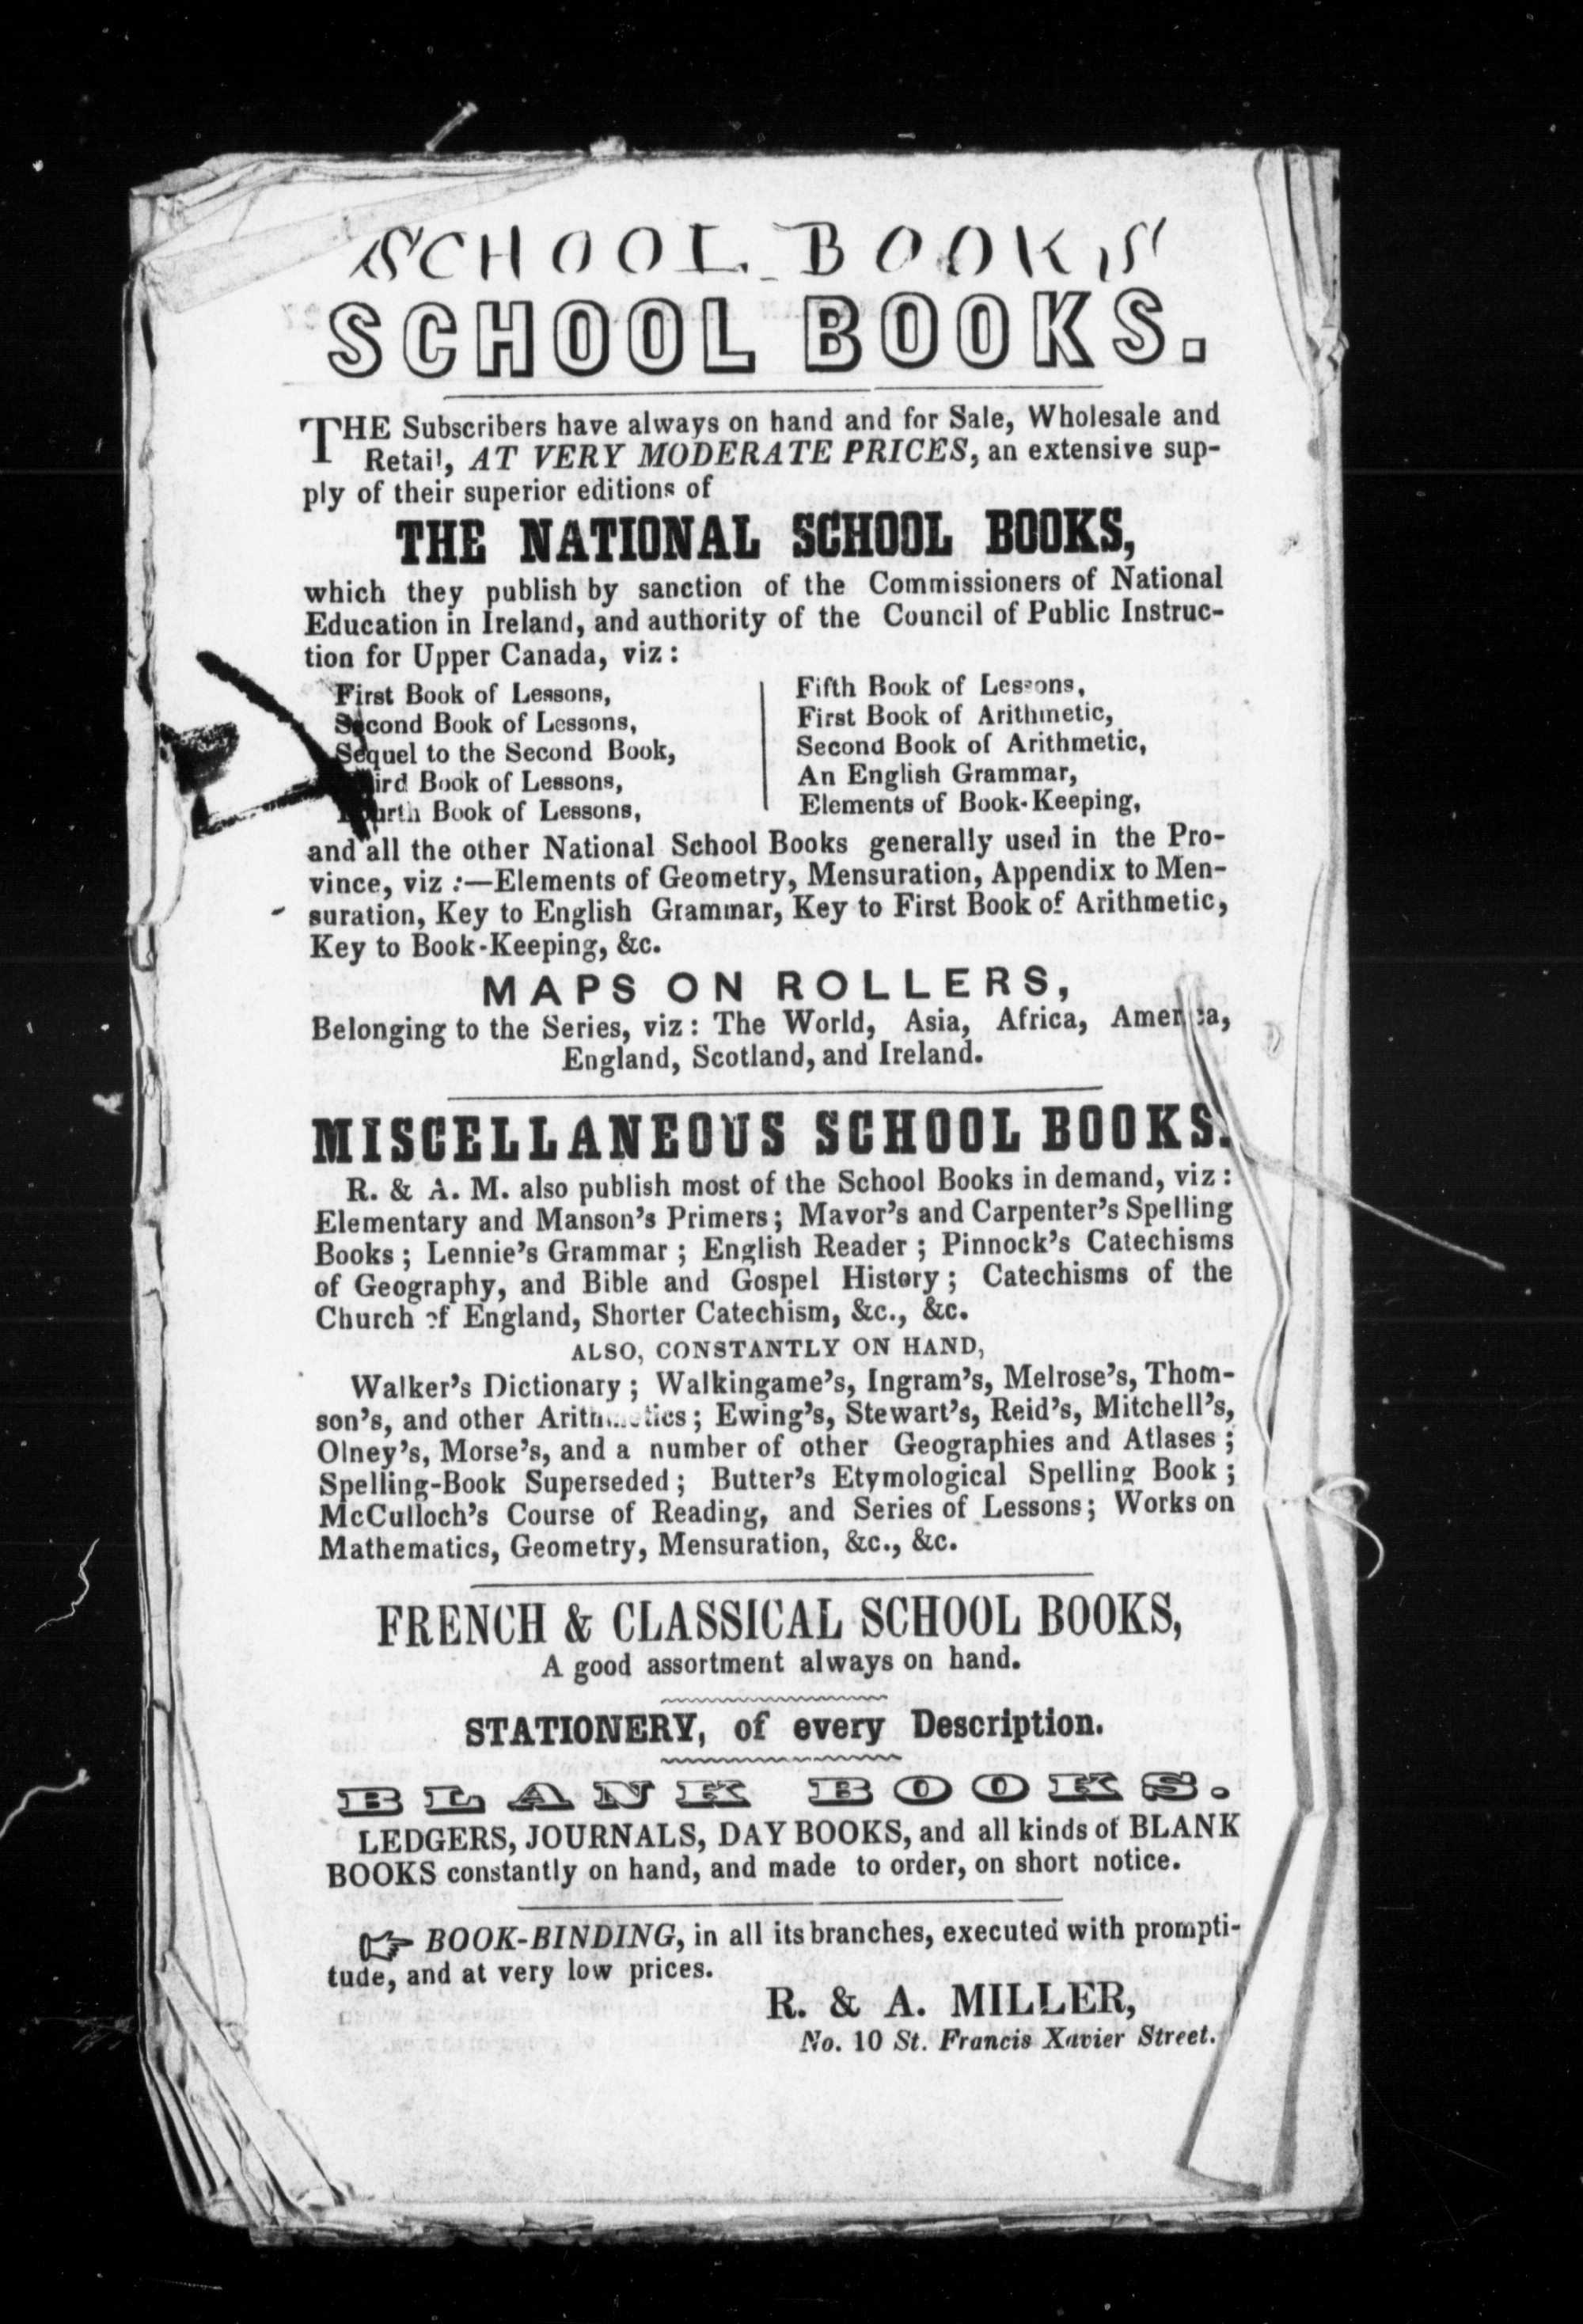 SCHOOL BOOKS
SCHOOL BOOKS.
THE Subscribers have always on hand and for Sale, Wholesale and
Retail, AT VERY MODERATE PRICES, an extensive sup-
ply of their superior editions of
THE NATIONAL SCHOOL BOOKS,
which they publish by sanction of the Commissioners of National
Education in Ireland, and authority of the Council of Public Instruc-
tion for Upper Canada, viz:
First Book of Lessons,
Second Book of Lessons,
Sequel to the Second Book,
Third Book of Lessons,
Fourth Book of Lessons,
Fifth Book of Lessons,
First Book of Arithmetic,
Second Book of Arithmetic,
An English Grammar,
Elements of Book-Keeping,
and all the other National School Books generally used in the Pro-
vince, viz :—Elements of Geometry, Mensuration, Appendix to Men-
suration, Key to English Grammar, Key to First Book of Arithmetic,
Key to Book-Keeping, &c.
MAPS ON ROLLERS,
Belonging to the Series, viz: The World, Asia, Africa, America,
England, Scotland, and Ireland.
MISCELLANEOUS SCHOOL BOOKS.
R. & A. M. also publish most of the School Books in demand, viz:
Elementary and Manson's Primers; Mavor's and Carpenter's Spelling
Books; Lennie's Grammar; English Reader; Pinnock's Catechisms
of Geography, and Bible and Gospel History; Catechisms of the
Church of England, Shorter Catechism, &c., &c.
ALSO, CONSTANTLY ON HAND,
Walker's Dictionary; Walkingame's, Ingram's, Melrose's, Thom-
son's, and other Arithmetics; Ewing's, Stewart's, Reid's, Mitchell's,
Olney's, Morse's, and a number of other Geographies and Atlases;
Spelling-Book Superseded; Butter's Etymological Spelling Book;
McCulloch's Course of Reading, and Series of Lessons; Works on
Mathematics, Geometry, Mensuration, &c., &c.
FRENCH & CLASSICAL SCHOOL BOOKS,
A good assortment always on hand.
STATIONERY, of every Description.
BLANK BOOKS.
LEDGERS, JOURNALS, DAY BOOKS, and all kinds of BLANK
BOOKS constantly on hand, and made to order, on short notice.
☞ BOOK-BINDING, in all its branches, executed with prompti-
tude, and at very low prices.
R. & A. MILLER,
No. 10 St. Francis Xavier Street.